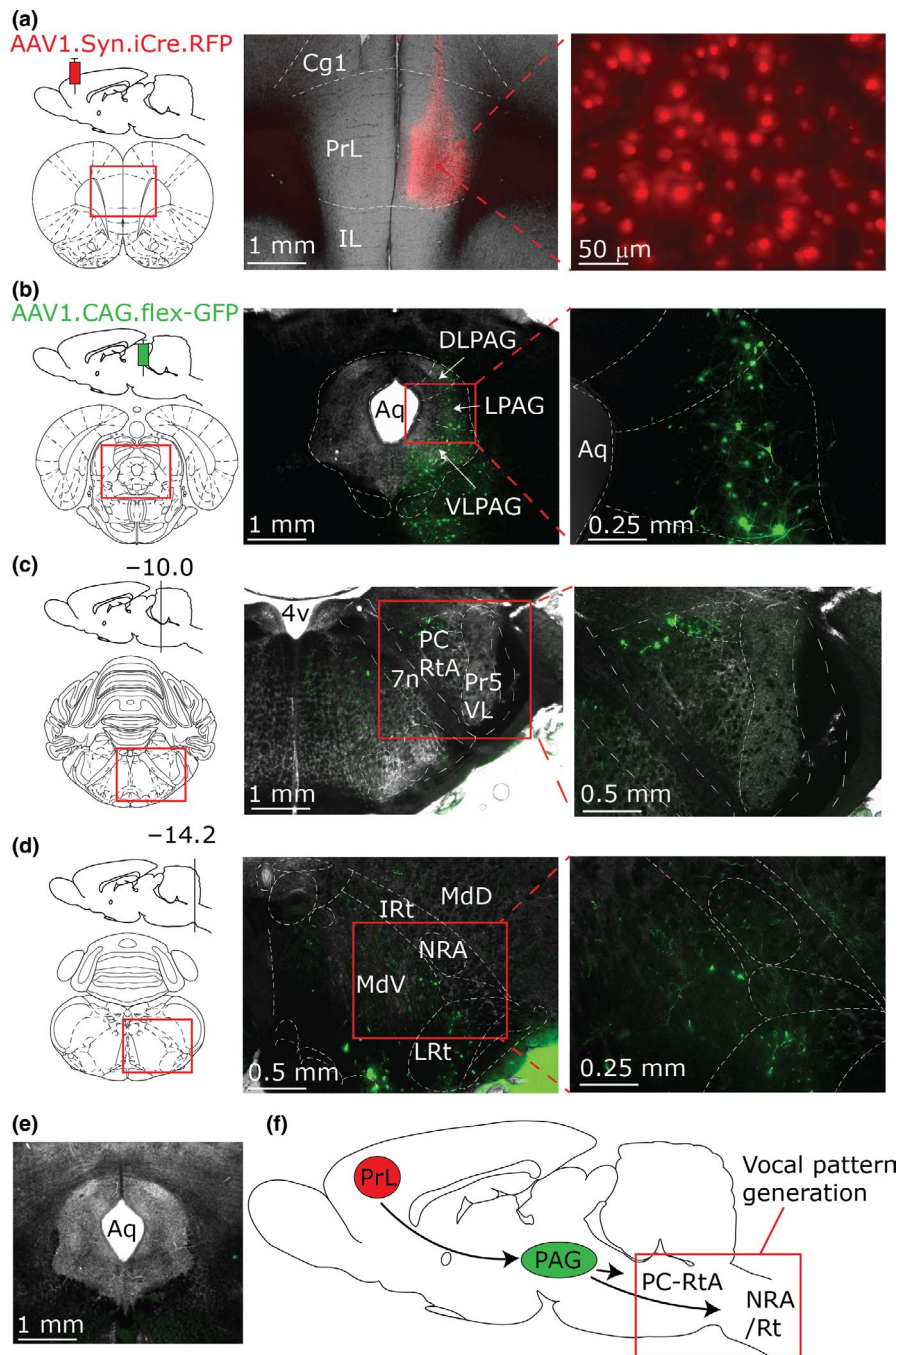 (a)
AAV1.Syn.iCre.RFP
Cg1
PrL
IL
1 mm
50 μm
(b)
AAV1.CAG.flex-GFP
DLPAG
Aq
LPAG
VLPAG
1 mm
Aq
0.25 mm
(c)
−10.0
4v
PC
RtA
7n
Pr5
VL
1 mm
0.5 mm
(d)
−14.2
MdD
IRt
NRA
MdV
LRt
0.5 mm
0.25 mm
(e)
Aq
1 mm
(f)
PrL
Vocal pattern
generation
PAG
PC-RtA
NRA
/Rt